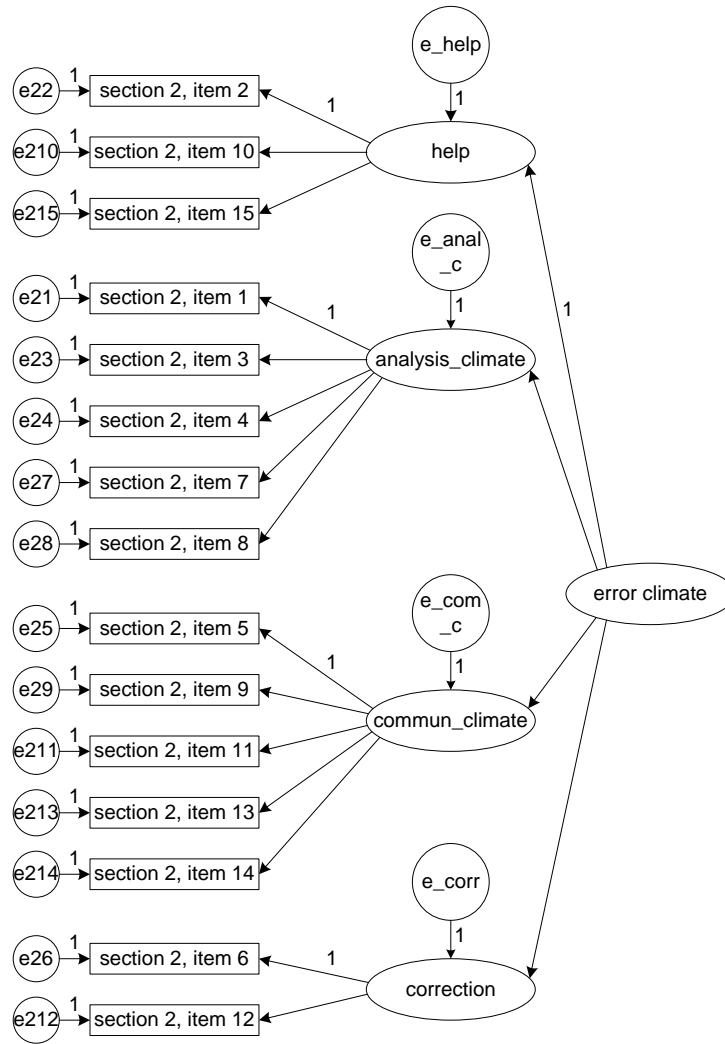 e_help
1
e22
1
section 2, item 2
1
e210
1
section 2, item 10
help
e215
1
section 2, item 15
e_anal
_c
1
e21
1
section 2, item 1
1
1
e23
1
section 2, item 3
analysis_climate
e24
1
section 2, item 4
e27
1
section 2, item 7
e28
1
section 2, item 8
error climate
e_com
_c
1
e25
1
section 2, item 5
1
e29
1
section 2, item 9
commun_climate
e211
1
section 2, item 11
e213
1
section 2, item 13
e214
1
section 2, item 14
e_corr
1
e26
1
section 2, item 6
1
correction
e212
1
section 2, item 12